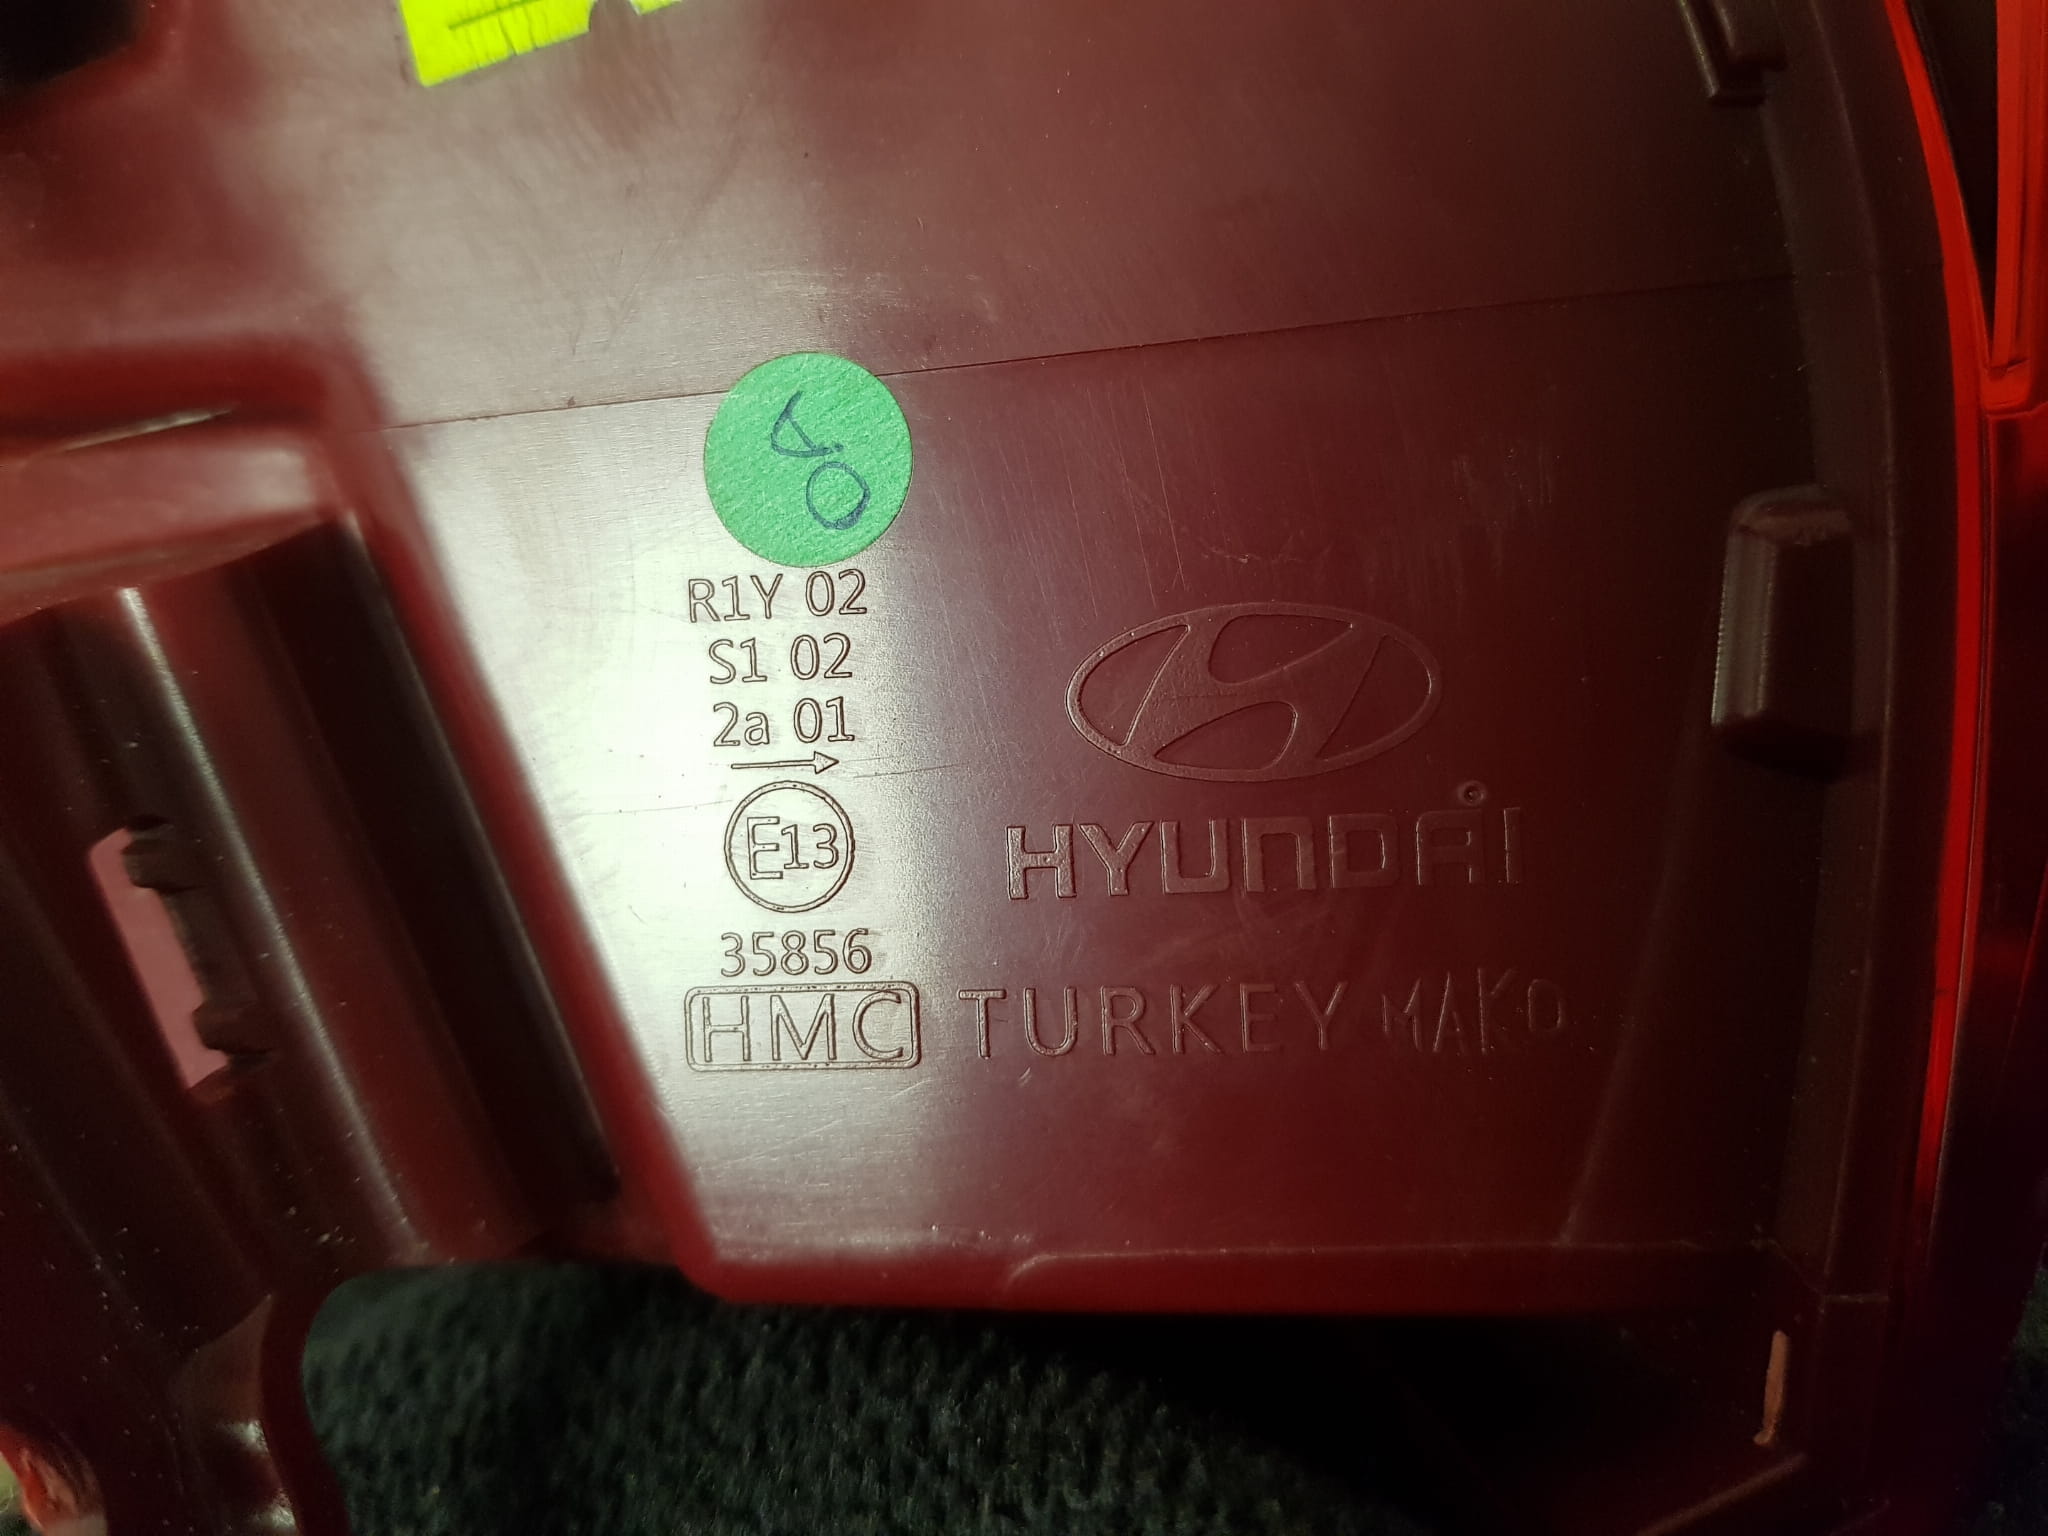 R1Y 02
S1 02
2a 01
E13
35856
HYUNDAI
HMC TURKEY MAKO